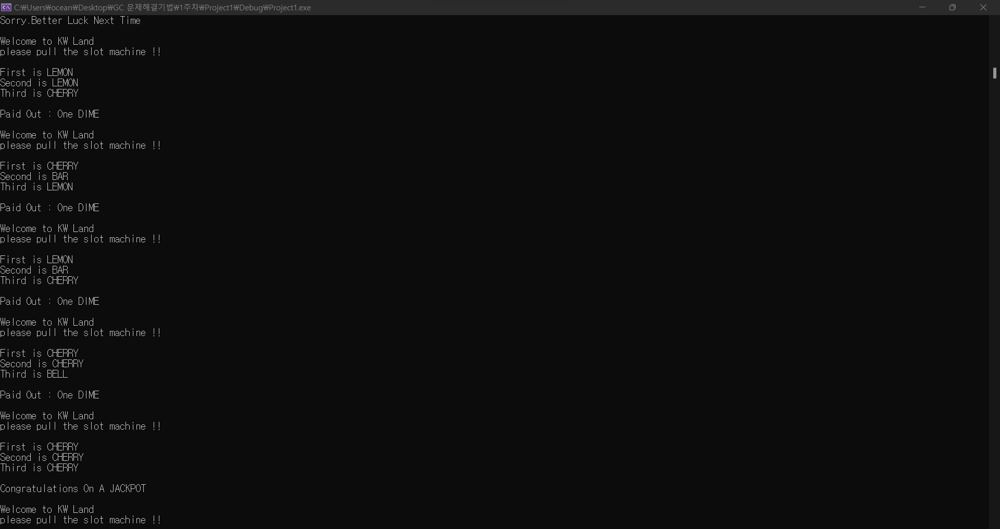 C:\Users\ocean\Desktop\GC 문제해결기법\1주차\Project1\Debug\Project1.exe
Sorry.Better Luck Next Time
Welcome to KW Land
please pull the slot machine !!
First is LEMON
Second is LEMON
Third is CHERRY
Paid Out : One DIME
Welcome to KW Land
please pull the slot machine !!
First is CHERRY
Second is BAR
Third is LEMON
Paid Out : One DIME
Welcome to KW Land
please pull the slot machine !!
First is LEMON
Second is BAR
Third is CHERRY
Paid Out : One DIME
Welcome to KW Land
please pull the slot machine !!
First is CHERRY
Second is CHERRY
Third is BELL
Paid Out : One DIME
Welcome to KW Land
please pull the slot machine !!
First is CHERRY
Second is CHERRY
Third is CHERRY
Congratulations On A JACKPOT
Welcome to KW Land
please pull the slot machine !!